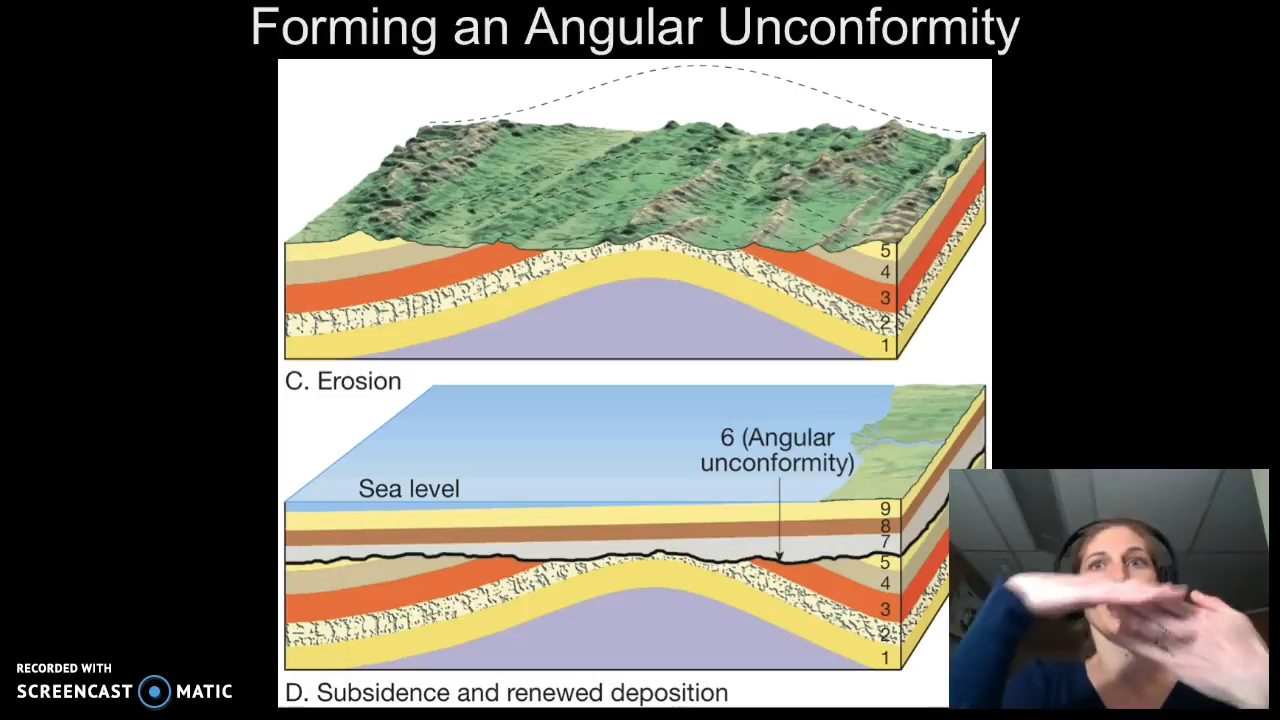 Forming an Angular Unconformity
5
4
3
2
1
C. Erosion
6 (Angular
unconformity)
Sea level
9
8
7
5
4
3
2
1
D. Subsidence and renewed deposition
RECORDED WITH
SCREENCAST MATIC